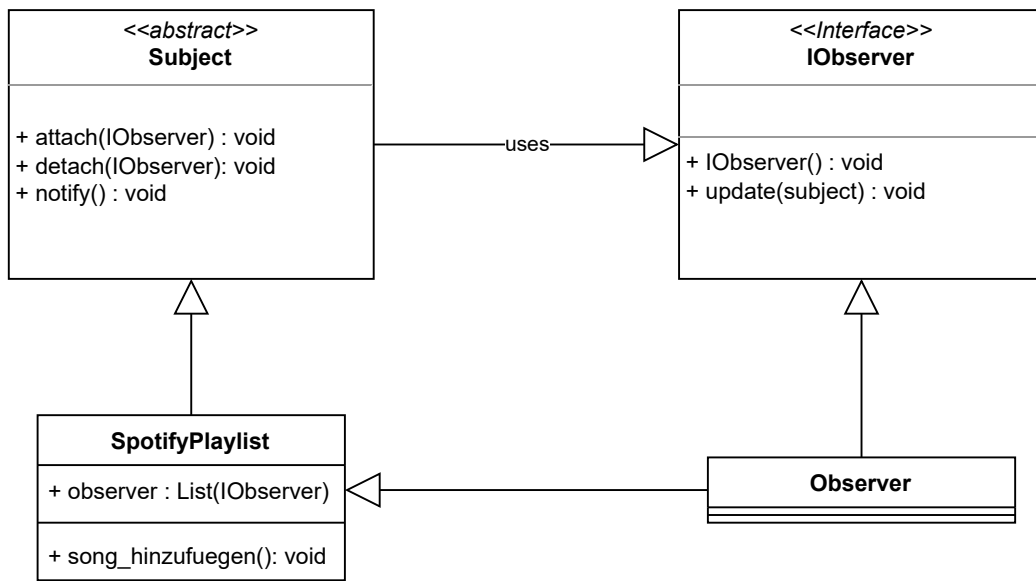 <<abstract>>
Subject
+ attach(IObserver) : void
+ detach(IObserver): void
+ notify() : void
uses
<<Interface>>
IObserver
+ IObserver() : void
+ update(subject) : void
SpotifyPlaylist
+ observer : List(IObserver)
+ song_hinzufuegen(): void
Observer